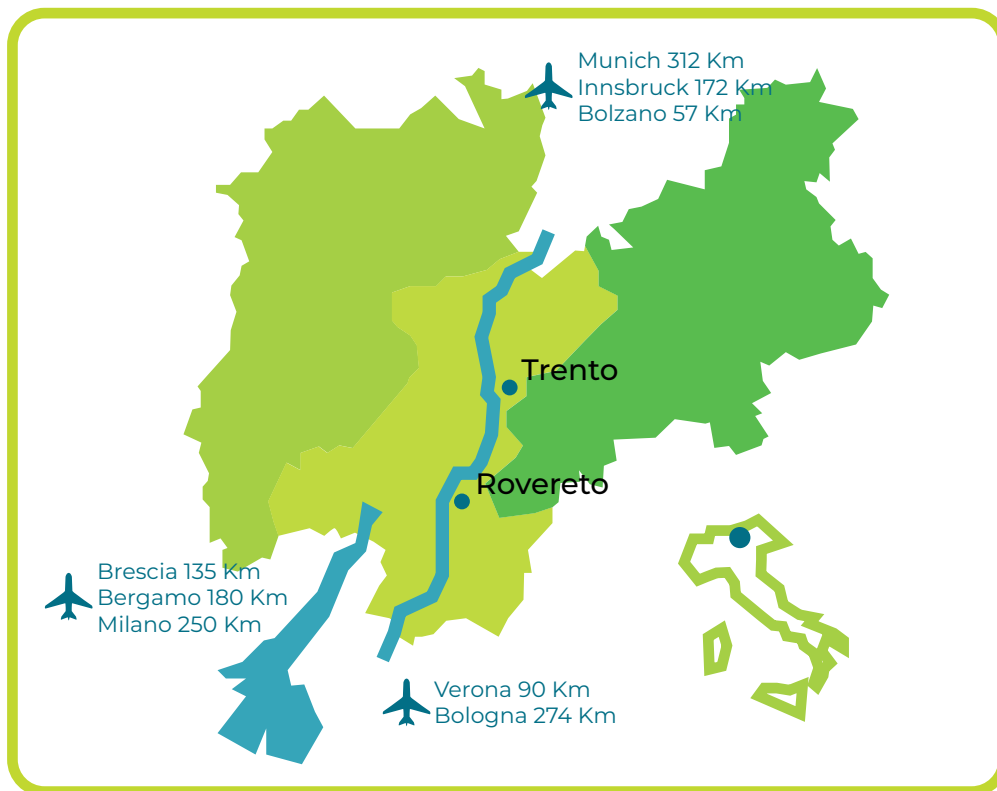 Munich 312 Km
Innsbruck 172 Km
Bolzano 57 Km
Trento
Rovereto
Brescia 135 Km
Bergamo 180 Km
Milano 250 Km
Verona 90 Km
Bologna 274 Km